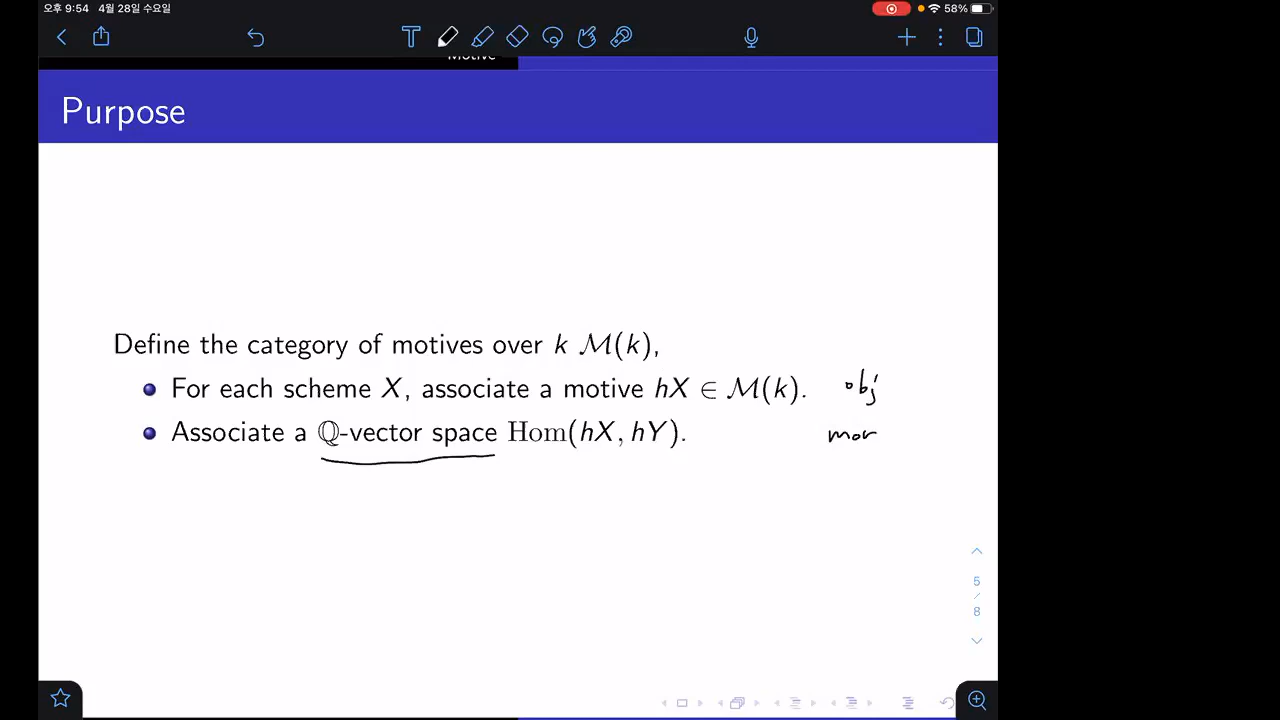 오후 9:54 4월 28일 수요일 58%
Motive
Purpose
Define the category of motives over k ℳ(k),
For each scheme X, associate a motive hX ∈ ℳ(k). obj
Associate a ℚ-vector space Hom(hX, hY). mor
5
/
8